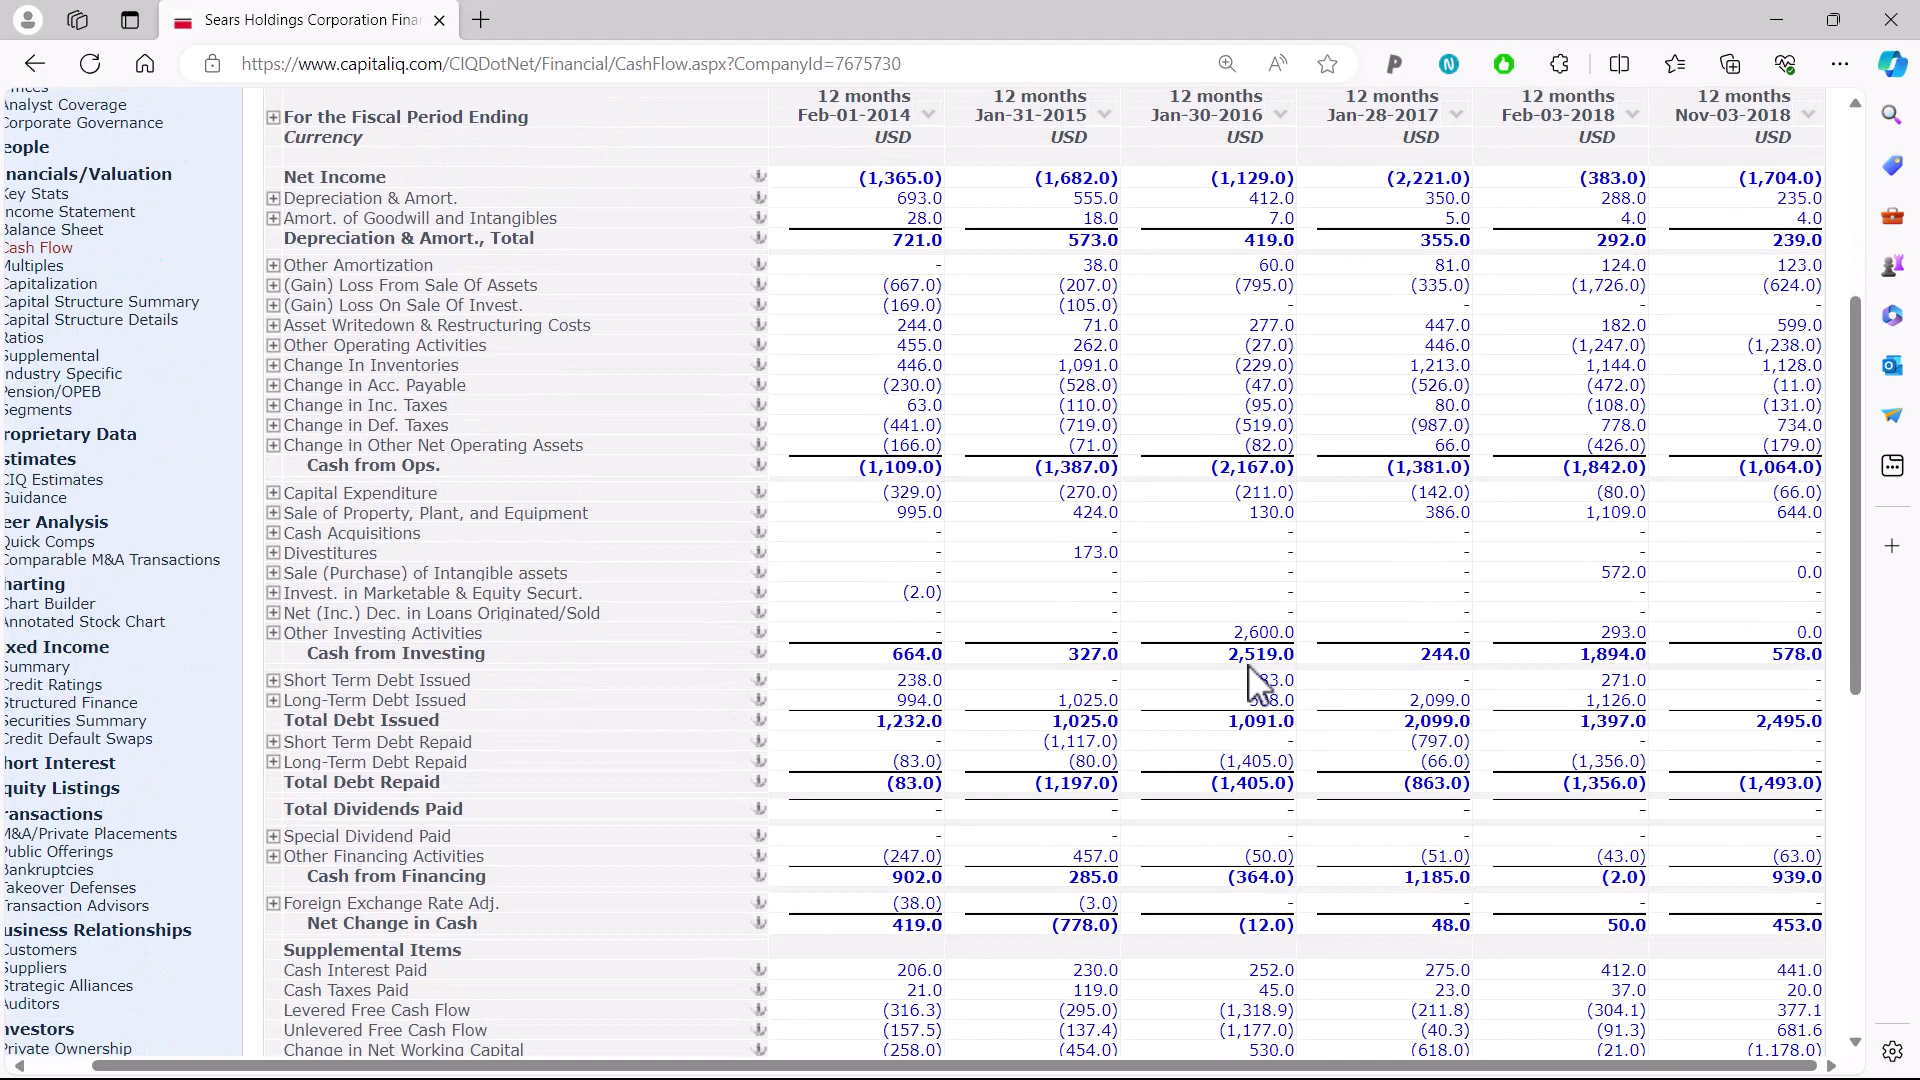 Sears Holdings Corporation Fina
https://www.capitaliq.com/CIQDotNet/Financial/CashFlow.aspx?CompanyId=7675730
Analyst Coverage
Corporate Governance
eople
nancials/Valuation
Key Stats
ncome Statement
Balance Sheet
Cash Flow
Multiples
Capitalization
Capital Structure Summary
Capital Structure Details
Ratios
Supplemental
ndustry Specific
Pension/OPEB
Segments
roprietary Data
stimates
CIQ Estimates
Guidance
eer Analysis
Quick Comps
Comparable M&A Transactions
harting
Chart Builder
Annotated Stock Chart
xed Income
Summary
Credit Ratings
Structured Finance
Securities Summary
Credit Default Swaps
hort Interest
quity Listings
ransactions
M&A/Private Placements
Public Offerings
Bankruptcies
Takeover Defenses
Transaction Advisors
usiness Relationships
Customers
Suppliers
Strategic Alliances
Auditors
nvestors
Private Ownership
12 months 12 months 12 months 12 months 12 months 12 months
For the Fiscal Period Ending Feb-01-2014 Jan-31-2015 Jan-30-2016 Jan-28-2017 Feb-03-2018 Nov-03-2018
Currency USD USD USD USD USD USD
Net Income (1,365.0) (1,682.0) (1,129.0) (2,221.0) (383.0) (1,704.0)
Depreciation & Amort. 693.0 555.0 412.0 350.0 288.0 235.0
Amort. of Goodwill and Intangibles 28.0 18.0 7.0 5.0 4.0 4.0
Depreciation & Amort., Total 721.0 573.0 419.0 355.0 292.0 239.0
Other Amortization - 38.0 60.0 81.0 124.0 123.0
(Gain) Loss From Sale Of Assets (667.0) (207.0) (795.0) (335.0) (1,726.0) (624.0)
(Gain) Loss On Sale Of Invest. (169.0) (105.0) - - - -
Asset Writedown & Restructuring Costs 244.0 71.0 277.0 447.0 182.0 599.0
Other Operating Activities 455.0 262.0 (27.0) 446.0 (1,247.0) (1,238.0)
Change In Inventories 446.0 1,091.0 (229.0) 1,213.0 1,144.0 1,128.0
Change in Acc. Payable (230.0) (528.0) (47.0) (526.0) (472.0) (11.0)
Change in Inc. Taxes 63.0 (110.0) (95.0) 80.0 (108.0) (131.0)
Change in Def. Taxes (441.0) (719.0) (519.0) (987.0) 778.0 734.0
Change in Other Net Operating Assets (166.0) (71.0) (82.0) 66.0 (426.0) (179.0)
Cash from Ops. (1,109.0) (1,387.0) (2,167.0) (1,381.0) (1,842.0) (1,064.0)
Capital Expenditure (329.0) (270.0) (211.0) (142.0) (80.0) (66.0)
Sale of Property, Plant, and Equipment 995.0 424.0 130.0 386.0 1,109.0 644.0
Cash Acquisitions - - - - - -
Divestitures - 173.0 - - - -
Sale (Purchase) of Intangible assets - - - - 572.0 0.0
Invest. in Marketable & Equity Securt. (2.0) - - - - -
Net (Inc.) Dec. in Loans Originated/Sold - - - - - -
Other Investing Activities - - 2,600.0 - 293.0 0.0
Cash from Investing 664.0 327.0 2,519.0 244.0 1,894.0 578.0
Short Term Debt Issued 238.0 - - 271.0 -
Long-Term Debt Issued 994.0 1,025.0 2,099.0 1,126.0 -
Total Debt Issued 1,232.0 1,025.0 1,091.0 2,099.0 1,397.0 2,495.0
Short Term Debt Repaid - (1,117.0) - (797.0) - -
Long-Term Debt Repaid (83.0) (80.0) (1,405.0) (66.0) (1,356.0) -
Total Debt Repaid (83.0) (1,197.0) (1,405.0) (863.0) (1,356.0) (1,493.0)
Total Dividends Paid - - - - - -
Special Dividend Paid - - - - - -
Other Financing Activities (247.0) 457.0 (50.0) (51.0) (43.0) (63.0)
Cash from Financing 902.0 285.0 (364.0) 1,185.0 (2.0) 939.0
Foreign Exchange Rate Adj. (38.0) (3.0) - - - -
Net Change in Cash 419.0 (778.0) (12.0) 48.0 50.0 453.0
Supplemental Items
Cash Interest Paid 206.0 230.0 252.0 275.0 412.0 441.0
Cash Taxes Paid 21.0 119.0 45.0 23.0 37.0 20.0
Levered Free Cash Flow (316.3) (295.0) (1,318.9) (211.8) (304.1) 377.1
Unlevered Free Cash Flow (157.5) (137.4) (1,177.0) (40.3) (91.3) 681.6
Change in Net Working Capital (258.0) (454.0) 530.0 (618.0) (21.0) (1,178.0)